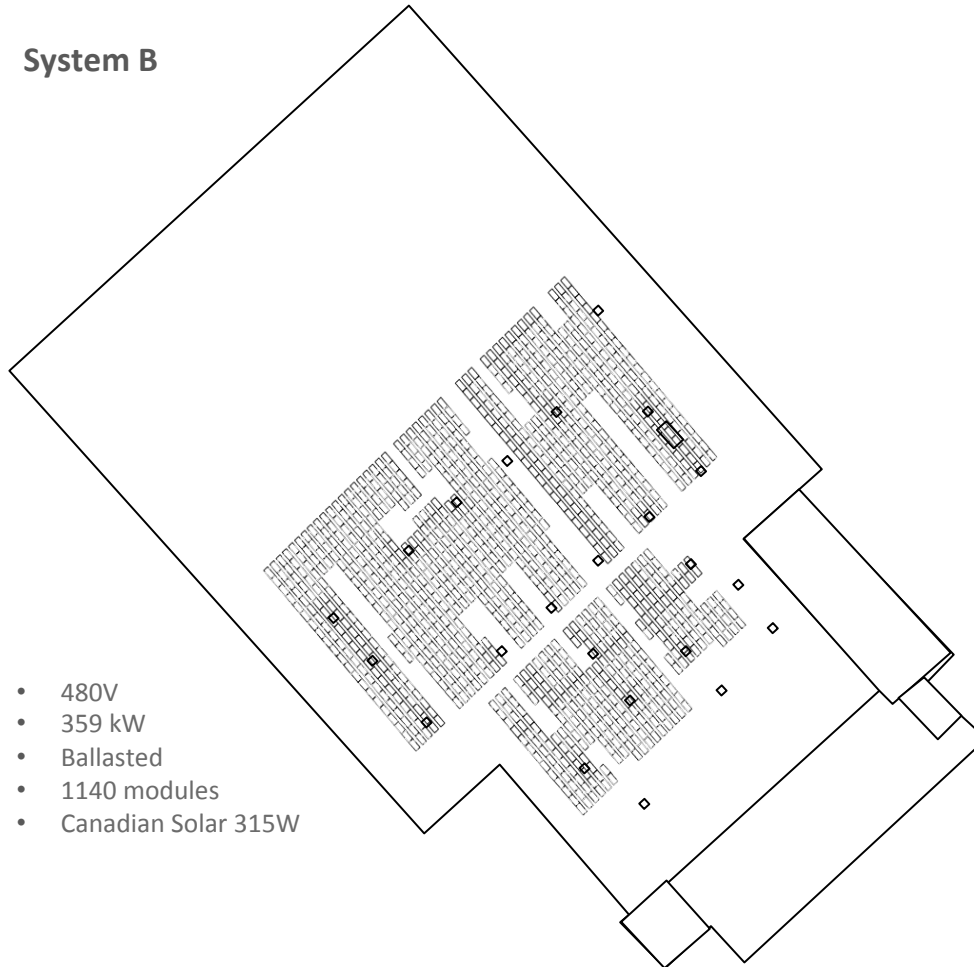 System B
• 480V
• 359 kW
• Ballasted
• 1140 modules
• Canadian Solar 315W